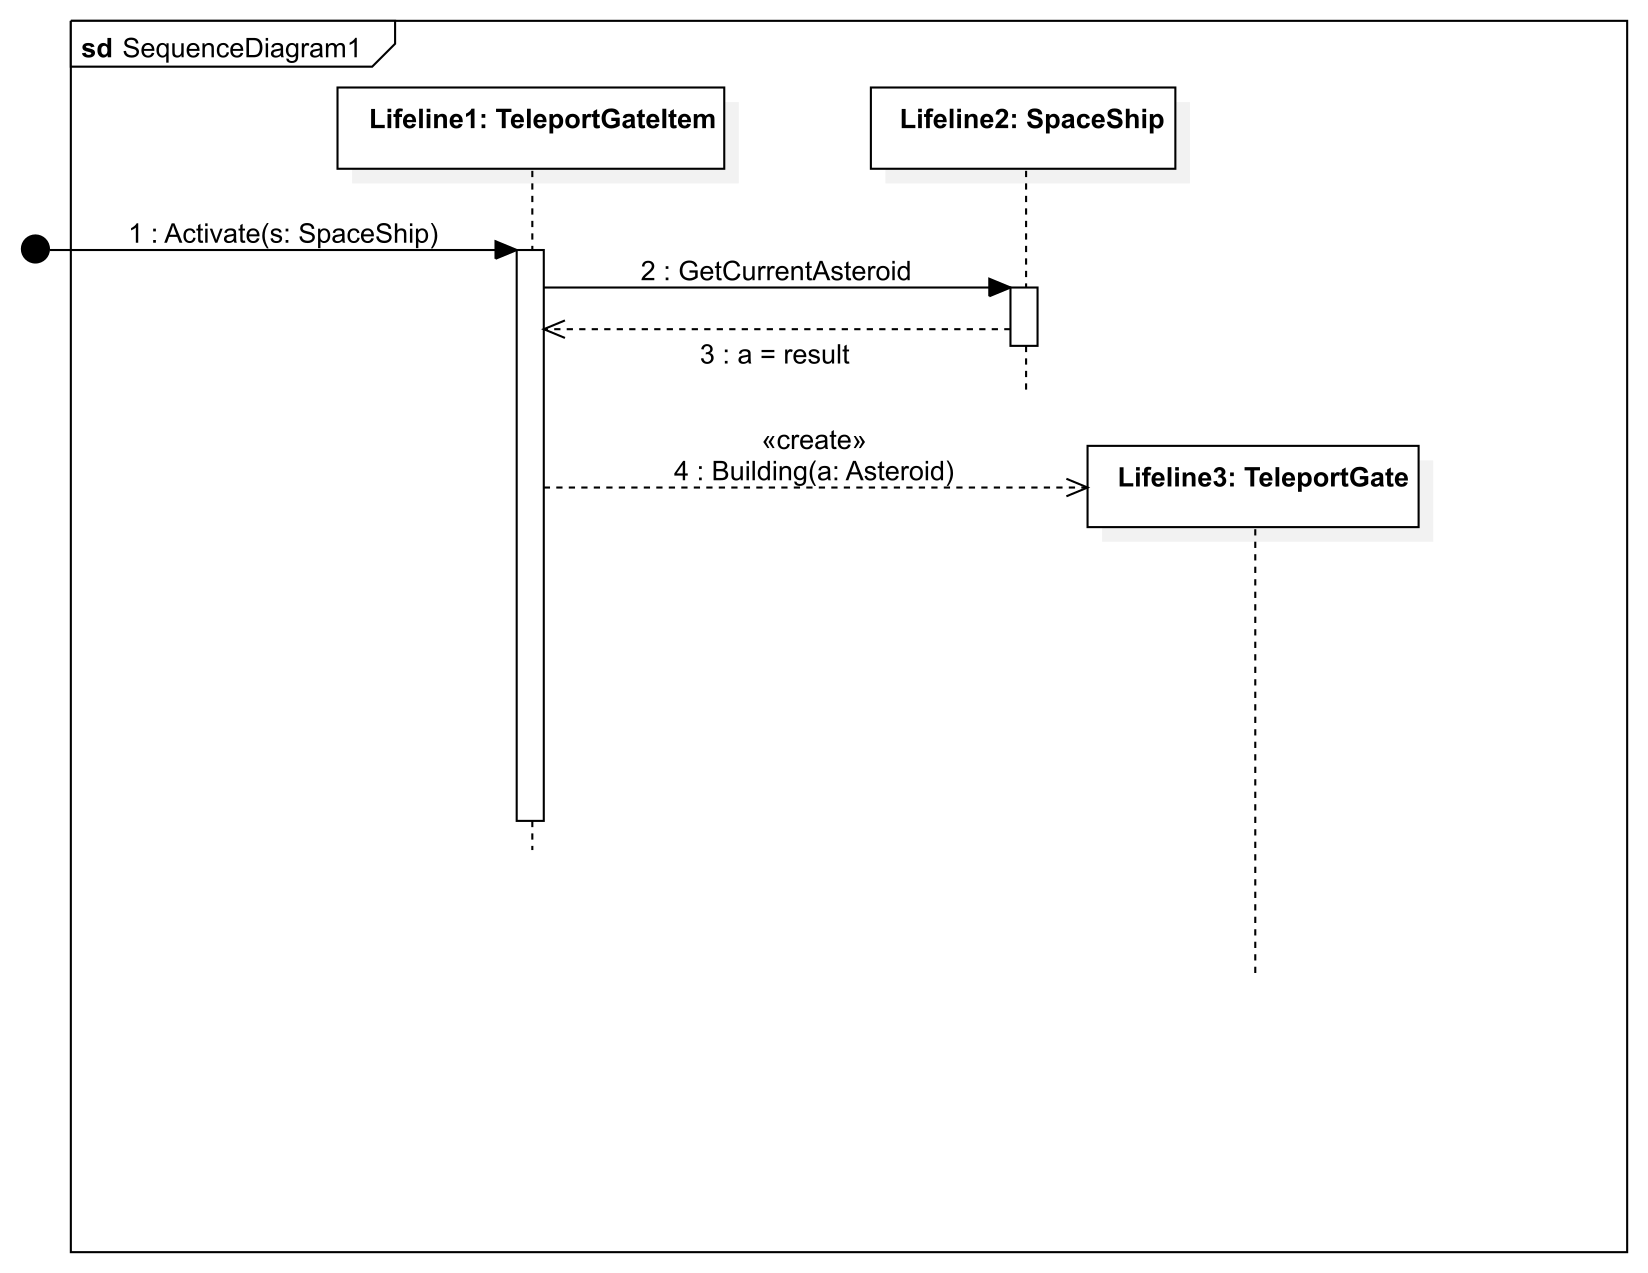 sd SequenceDiagram1
Lifeline1: TeleportGateItem
Lifeline2: SpaceShip
1 : Activate(s: SpaceShip)
2 : GetCurrentAsteroid
3 : a = result
«create»
4 : Building(a: Asteroid)
Lifeline3: TeleportGate